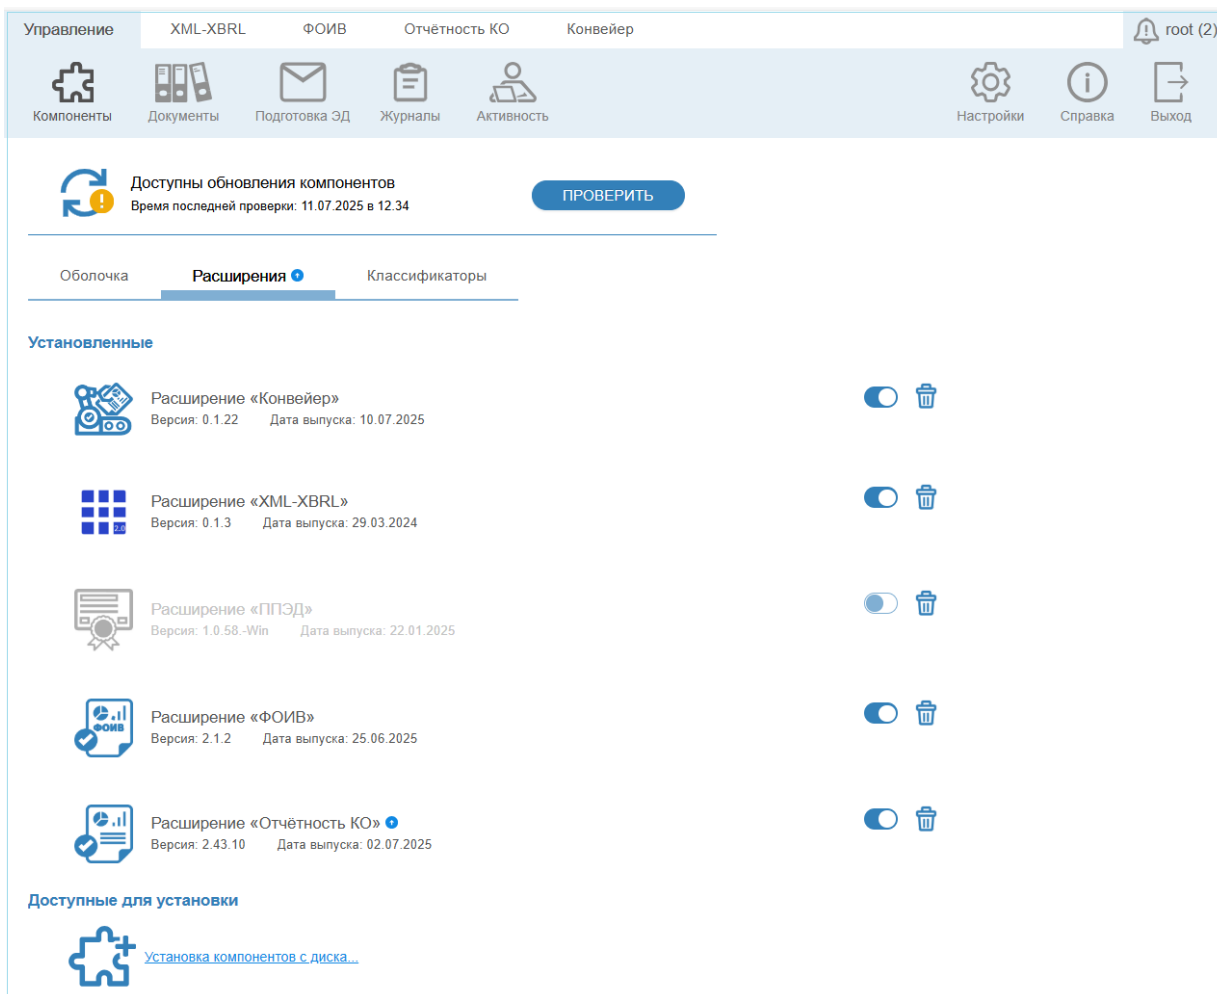 Управление XML-XBRL ФОИВ Отчётность КО Конвейер root (2)
Компоненты Документы Подготовка ЭД Журналы Активность Настройки Справка Выход
Доступны обновления компонентов
Время последней проверки: 11.07.2025 в 12.34
ПРОВЕРИТЬ
Оболочка Расширения Классификаторы
Установленные
Расширение «Конвейер»
Версия: 0.1.22 Дата выпуска: 10.07.2025
2.0
Расширение «XML-XBRL»
Версия: 0.1.3 Дата выпуска: 29.03.2024
Расширение «ППЭД»
Версия: 1.0.58.-Win Дата выпуска: 22.01.2025
ФОИВ
Расширение «ФОИВ»
Версия: 2.1.2 Дата выпуска: 25.06.2025
Расширение «Отчётность КО»
Версия: 2.43.10 Дата выпуска: 02.07.2025
Доступные для установки
Установка компонентов с диска...